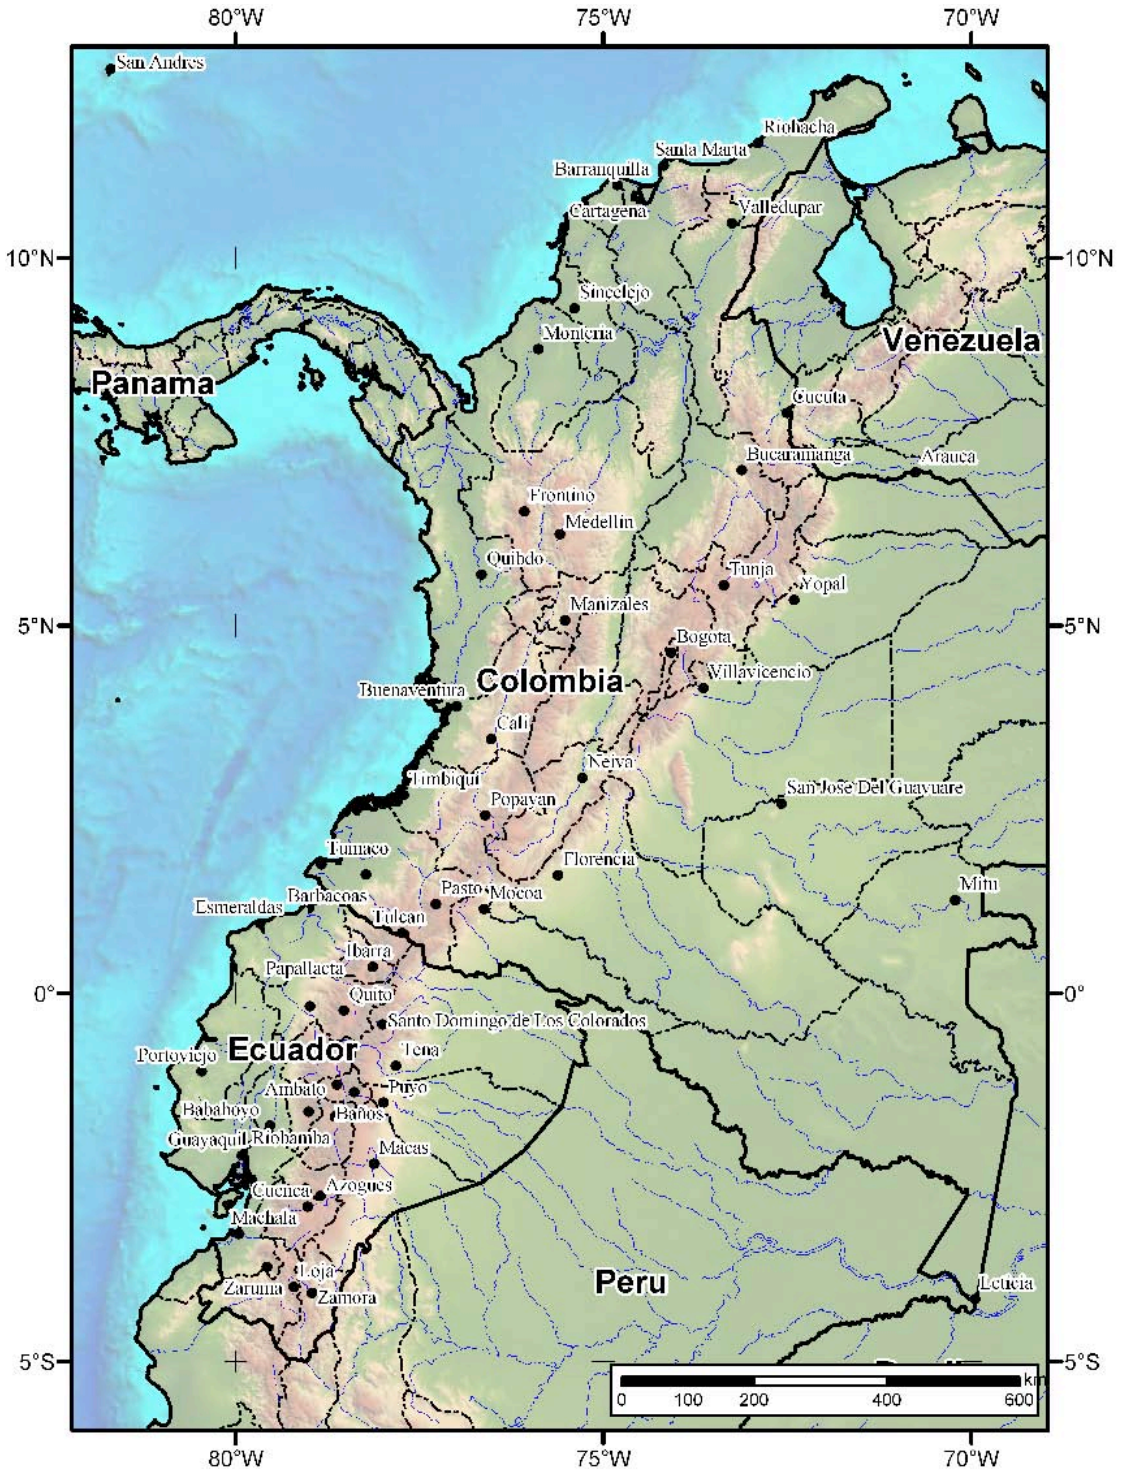 80°W 75°W 70°W
San Andres
Riohacha
Santa Marta
Barranquilla
Cartagena
Valledupar
10°N 10°N
Sincelejo
Monteria
Venezuela
Panama
Cucuta
Bucaramanga
Arauca
Frontino
Medellin
Quibdo
Tunja
Yopal
Manizales
5°N 5°N
Bogota
Villavicencio
Colombia
Buenaventura
Cali
Neiva
Timbiqui
San Jose Del Guavuare
Popayan
Tumaco
Florencia
Mitu
Pasto
Mocoa
Barbacoas
Esmeraldas
Tulcan
Ibarra
Papallacta
0° 0°
Quito
Santo Domingo de Los Colorados
Ecuador
Tena
Portoviejo
Ambato
Puyo
Babahoyo
Baños
Guayaquil
Riobamba
Macas
Cuenca
Azogues
Machala
Loja
Zaruma
Zamora
Peru
Leticia
5°S 5°S
km
0 100 200 400 600
80°W 75°W 70°W